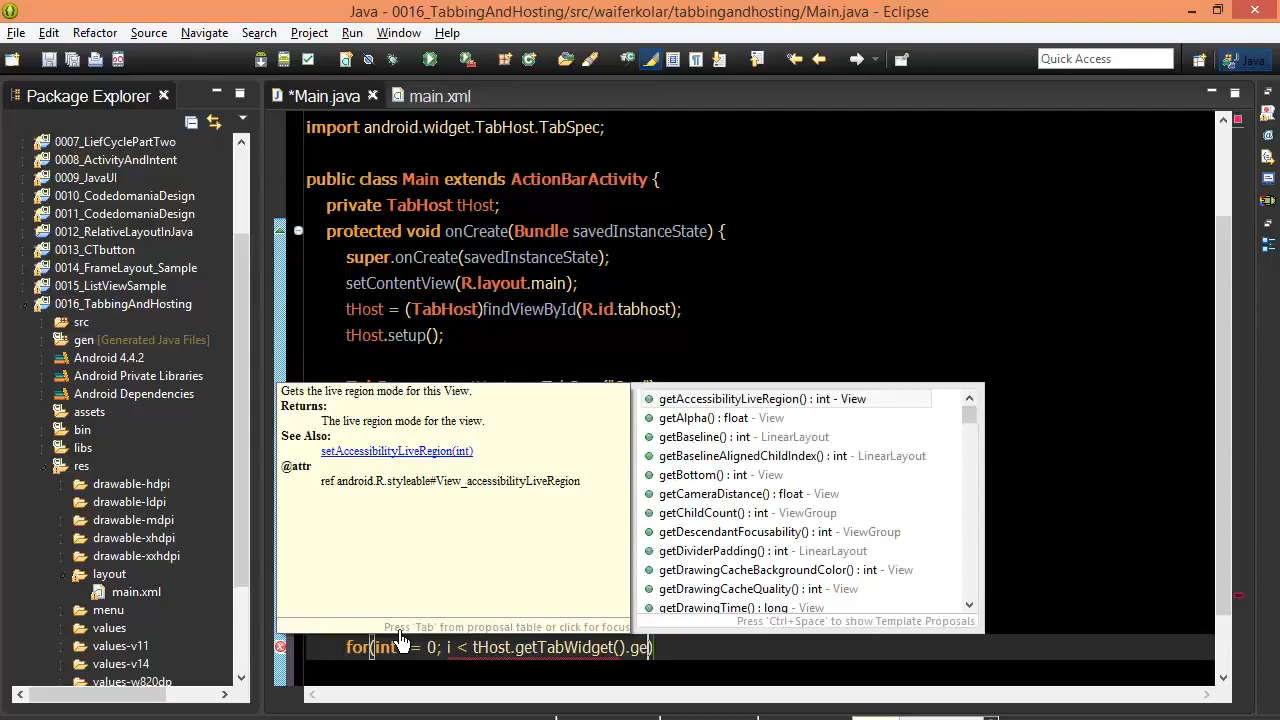 Java - 0016_TabbingAndHosting/src/waiferkolar/tabbingandhosting/Main.java - Eclipse
File Edit Refactor Source Navigate Search Project Run Window Help
Quick Access
Java
Package Explorer
*Main.java
main.xml
0007_LiefCyclePartTwo
0008_ActivityAndIntent
0009_JavaUI
0010_CodedomaniaDesign
0011_CodedomaniaDesign
0012_RelativeLayoutInJava
0013_CTbutton
0014_FrameLayout_Sample
0015_ListViewSample
0016_TabbingAndHosting
src
gen [Generated Java Files]
Android 4.4.2
Android Private Libraries
Android Dependencies
assets
bin
libs
res
drawable-hdpi
drawable-ldpi
drawable-mdpi
drawable-xhdpi
drawable-xxhdpi
layout
main.xml
menu
values
values-v11
values-v14
values-w820dp
import android.widget.TabHost.TabSpec;
public class Main extends ActionBarActivity {
private TabHost tHost;
protected void onCreate(Bundle savedInstanceState) {
super.onCreate(savedInstanceState);
setContentView(R.layout.main);
tHost = (TabHost)findViewById(R.id.tabhost);
tHost.setup();
Gets the live region mode for this View.
Returns:
The live region mode for the view.
See Also:
setAccessibilityLiveRegion(int)
@attr
ref android.R.styleable#View_accessibilityLiveRegion
Press 'Tab' from proposal table or click for focus
getAccessibilityLiveRegion() : int - View
getAlpha() : float - View
getBaseline() : int - LinearLayout
getBaselineAlignedChildIndex() : int - LinearLayout
getBottom() : int - View
getCameraDistance() : float - View
getChildCount() : int - ViewGroup
getDescendantFocusability() : int - ViewGroup
getDividerPadding() : int - LinearLayout
getDrawingCacheBackgroundColor() : int - View
getDrawingCacheQuality() : int - View
getDrawingTime() : long - View
Press 'Ctrl+Space' to show Template Proposals
for(int = 0; i < tHost.getTabWidget().ge)